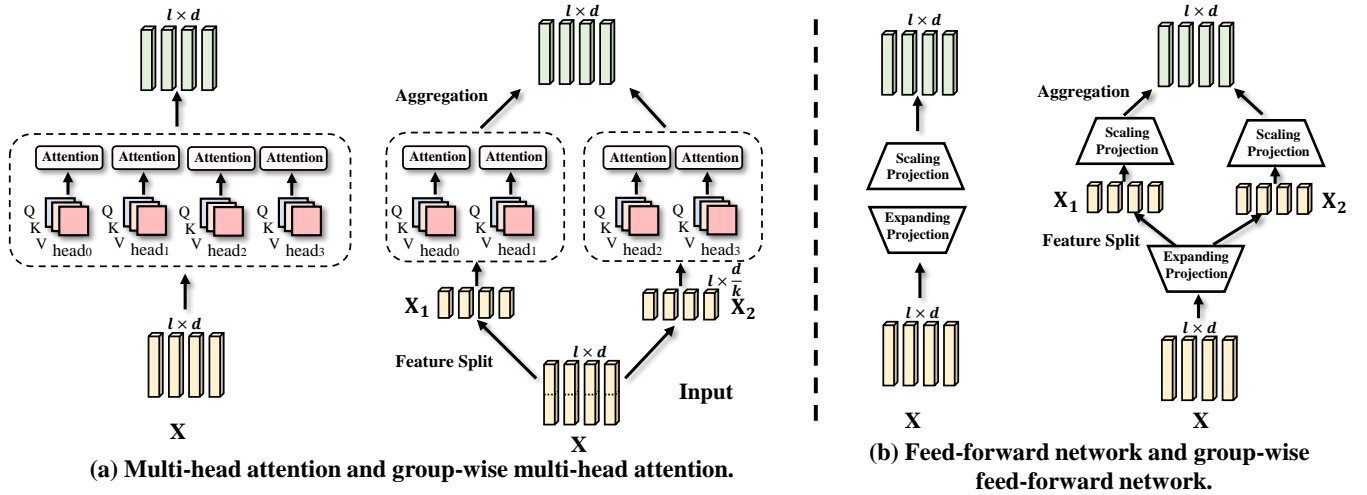 l × d
Attention Attention Attention Attention
Q
K
V
head0 head1 head2 head3
l × d
X
l × d
Aggregation
Attention Attention
Attention Attention
Q
K
V
head0 head1
Q
K
V
head2 head3
X1
l × d/k
X2
Feature Split
l × d
Input
X
(a) Multi-head attention and group-wise multi-head attention.
l × d
Scaling
Projection
Expanding
Projection
l × d
X
l × d
Aggregation
Scaling
Projection
Scaling
Projection
X1
X2
Feature Split
Expanding
Projection
l × d
X
(b) Feed-forward network and group-wise
feed-forward network.